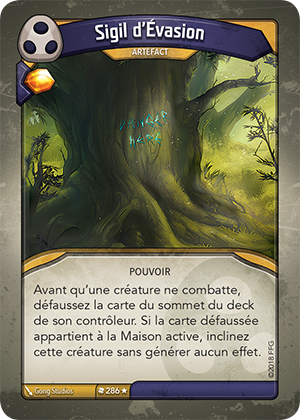 Sigil d'Évasion
ARTEFACT
DANGER
HERE
POUVOIR
Avant qu'une créature ne combatte,
défaussez la carte du sommet du deck
de son contrôleur. Si la carte défaussée
appartient à la Maison active, inclinez
cette créature sans générer aucun effet.
©2018 FFG
Gong Studios
286